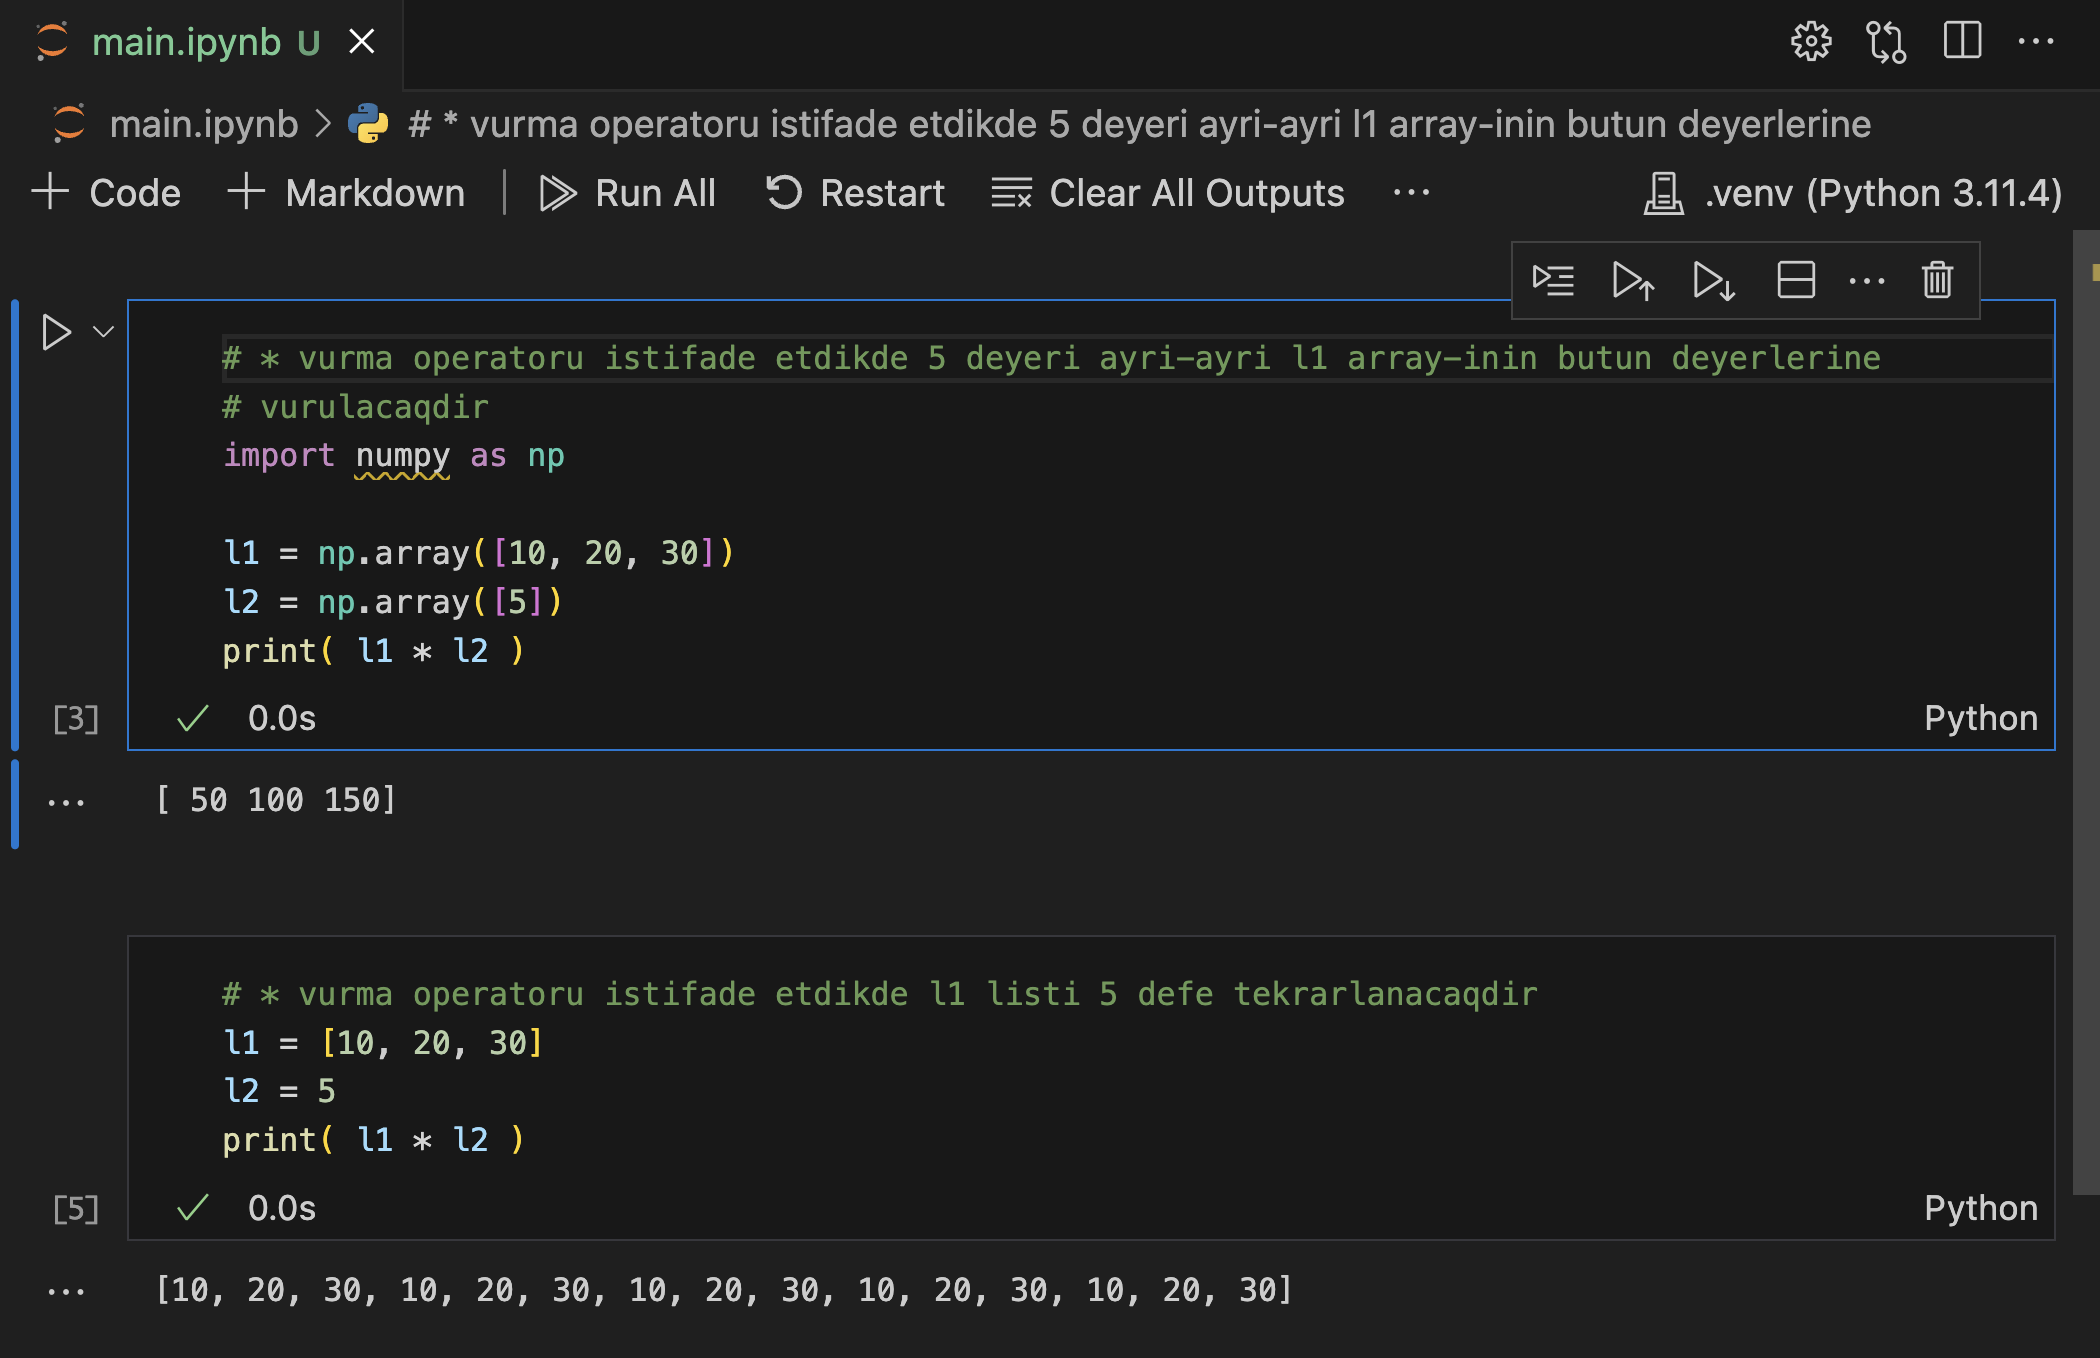 main.ipynb U
main.ipynb > # * vurma operatoru istifade etdikde 5 deyeri ayri-ayri l1 array-inin butun deyerlerine
+ Code + Markdown | Run All Restart Clear All Outputs ... .venv (Python 3.11.4)
# * vurma operatoru istifade etdikde 5 deyeri ayri-ayri l1 array-inin butun deyerlerine
# vurulacaqdir
import numpy as np
l1 = np.array([10, 20, 30])
l2 = np.array([5])
print( l1 * l2 )
[3] 0.0s Python
[ 50 100 150]
# * vurma operatoru istifade etdikde l1 listi 5 defe tekrarlanacaqdir
l1 = [10, 20, 30]
l2 = 5
print( l1 * l2 )
[5] 0.0s Python
[10, 20, 30, 10, 20, 30, 10, 20, 30, 10, 20, 30, 10, 20, 30]